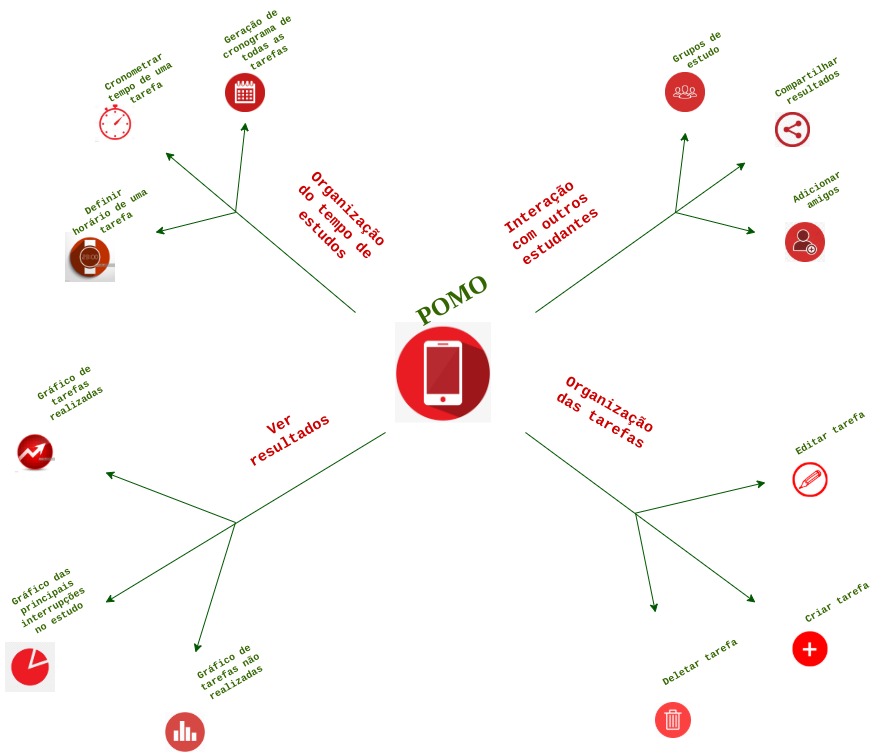 Geração de
cronograma de
todas as
tarefas
Cronometrar
tempo de uma
tarefa
Definir
horário de uma
tarefa
Organização
do tempo de
estudos
Grupos de
estudo
Compartilhar
resultados
Adicionar
amigos
Interação
com outros
estudantes
POMO
Gráfico de
tarefas
realizadas
Ver
resultados
Gráfico das
principais
interrupções
no estudo
Gráfico de
tarefas não
realizadas
Organização
das tarefas
Editar tarefa
Criar tarefa
Deletar tarefa